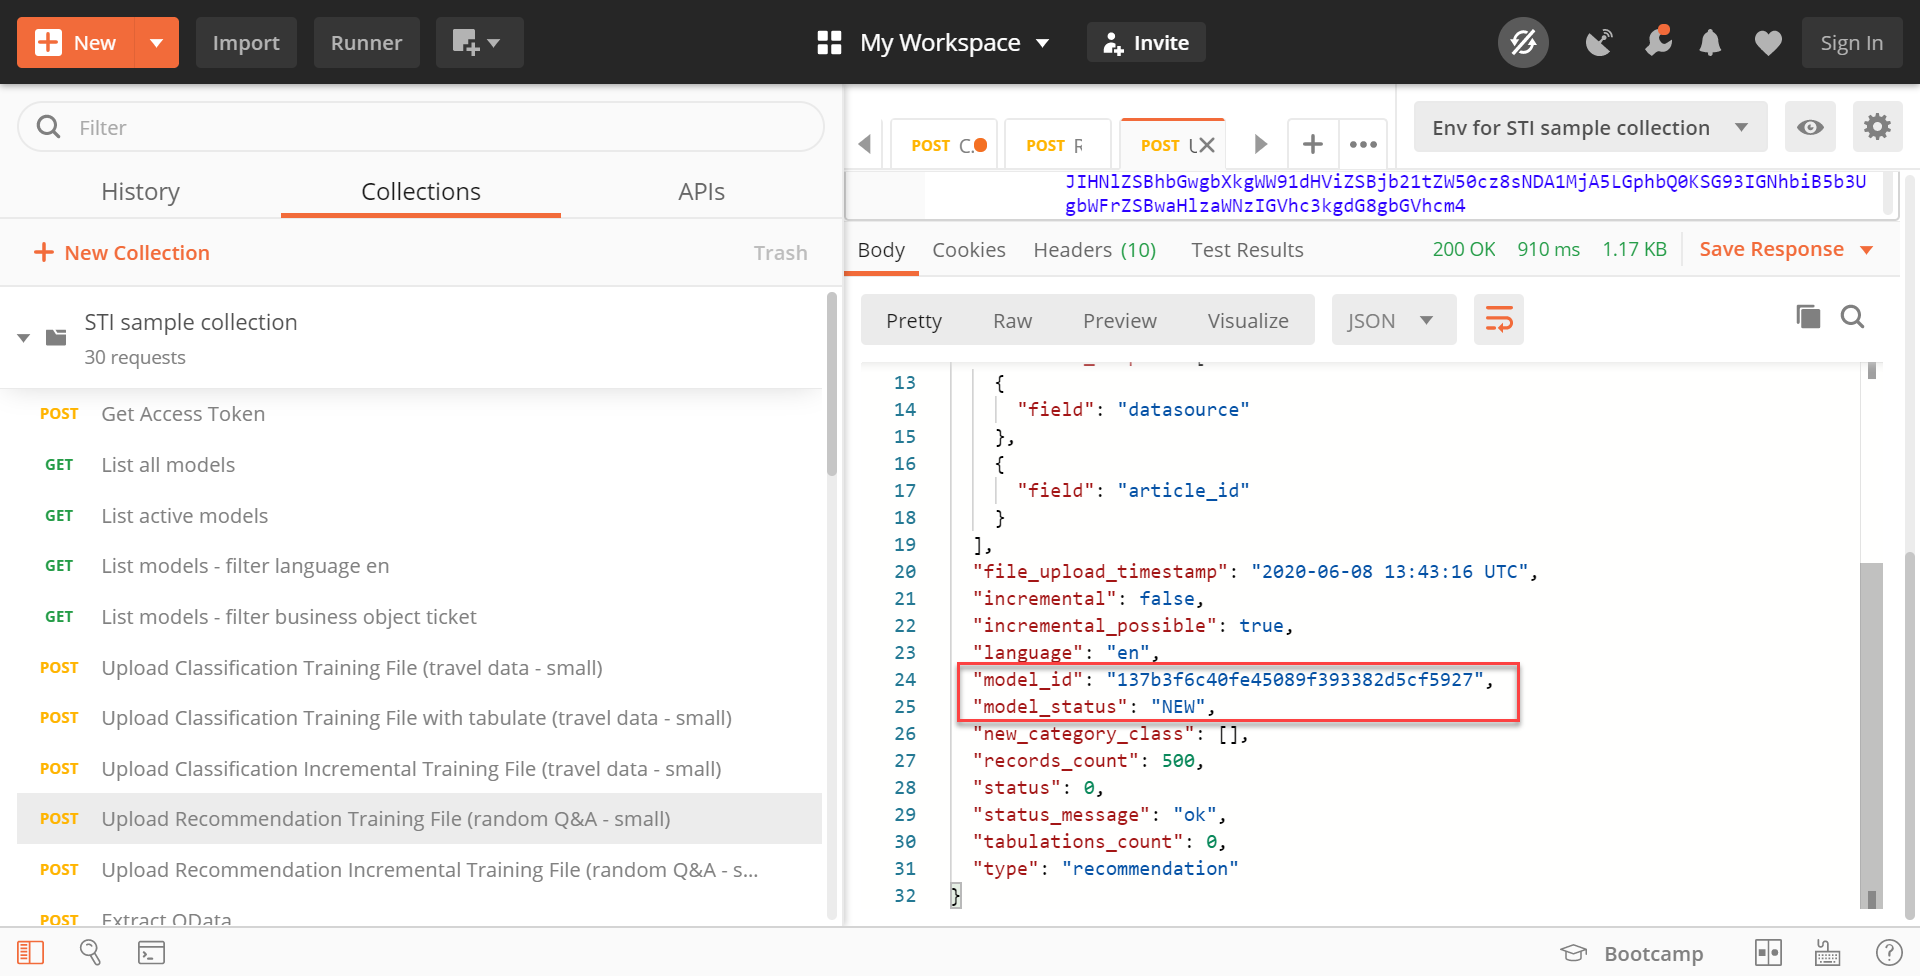 New
Import
Runner
My Workspace
Invite
Sign In
Filter
History
Collections
APIs
New Collection
Trash
STI sample collection
30 requests
POST Get Access Token
GET List all models
GET List active models
GET List models - filter language en
GET List models - filter business object ticket
POST Upload Classification Training File (travel data - small)
POST Upload Classification Training File with tabulate (travel data - small)
POST Upload Classification Incremental Training File (travel data - small)
POST Upload Recommendation Training File (random Q&A - small)
POST Upload Recommendation Incremental Training File (random Q&A - s...
POST Extract OData
POST C.
POST R
POST U
Env for STI sample collection
JIHNlZSBhbGwgbXkgWW91dHViZSBjb21tZW50cz8sNDA1MjA5LGphbQ0KSG93IGNhbiB5b3U
gbWFrZSBwaHlzaWNzIGVhc3kgdG8gbGVhcm4
Body
Cookies
Headers (10)
Test Results
200 OK
910 ms
1.17 KB
Save Response
Pretty
Raw
Preview
Visualize
JSON
13 {
14 "field": "datasource"
15 },
16 {
17 "field": "article_id"
18 }
19 ],
20 "file_upload_timestamp": "2020-06-08 13:43:16 UTC",
21 "incremental": false,
22 "incremental_possible": true,
23 "language": "en",
24 "model_id": "137b3f6c40fe45089f393382d5cf5927",
25 "model_status": "NEW",
26 "new_category_class": [],
27 "records_count": 500,
28 "status": 0,
29 "status_message": "ok",
30 "tabulations_count": 0,
31 "type": "recommendation"
32 }
Bootcamp